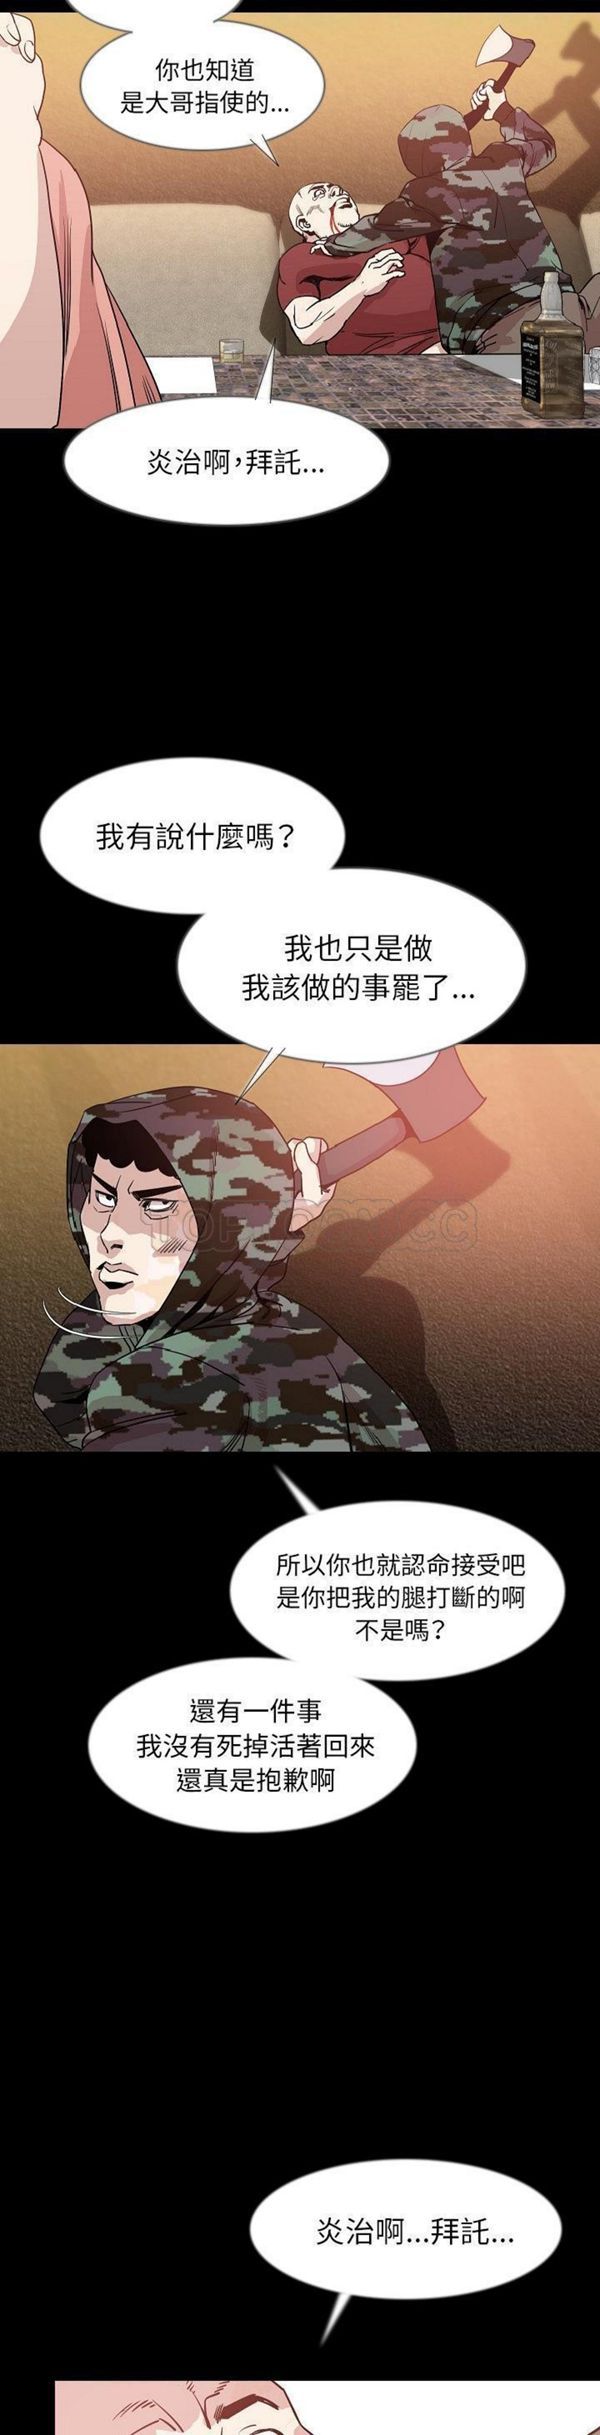 你也知道
是大哥指使的...
炎治啊,拜託...
我有說什麼嗎?
我也只是做
我該做的事罷了...
所以你也就認命接受吧
是你把我的腿打斷的啊
不是嗎?
還有一件事
我沒有死掉活著回來
還真是抱歉啊
炎治啊...拜託...